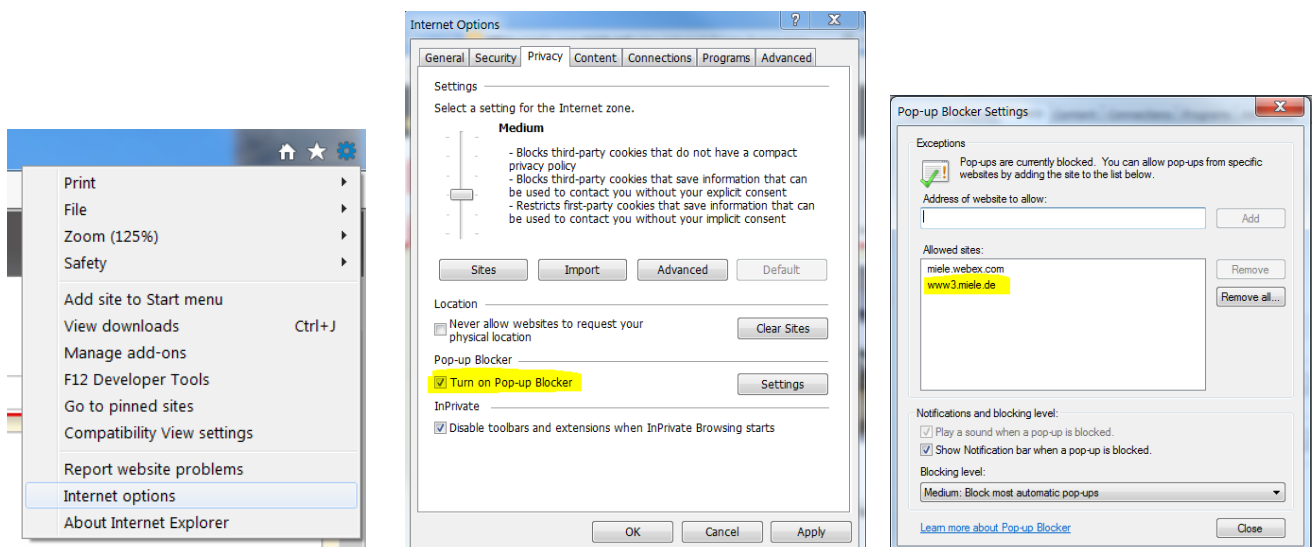 Print
File
Zoom (125%)
Safety
Add site to Start menu
View downloads Ctrl+J
Manage add-ons
F12 Developer Tools
Go to pinned sites
Compatibility View settings
Report website problems
Internet options
About Internet Explorer
Internet Options
General Security Privacy Content Connections Programs Advanced
Settings
Select a setting for the Internet zone.
Medium
- Blocks third-party cookies that do not have a compact
privacy policy
- Blocks third-party cookies that save information that can
be used to contact you without your explicit consent
- Restricts first-party cookies that save information that can
be used to contact you without your implicit consent
Sites Import Advanced Default
Location
Never allow websites to request your
physical location
Clear Sites
Pop-up Blocker
Turn on Pop-up Blocker Settings
InPrivate
Disable toolbars and extensions when InPrivate Browsing starts
OK Cancel Apply
Pop-up Blocker Settings
Exceptions
Pop-ups are currently blocked. You can allow pop-ups from specific
websites by adding the site to the list below.
Address of website to allow:
Add
Allowed sites:
miele.webex.com
www3.miele.de
Remove
Remove all...
Notifications and blocking level:
Play a sound when a pop-up is blocked.
Show Notification bar when a pop-up is blocked.
Blocking level:
Medium: Block most automatic pop-ups
Learn more about Pop-up Blocker Close